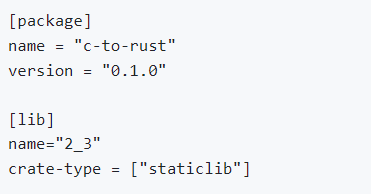 [package]
name = "c-to-rust"
version = "0.1.0"
[lib]
name="2_3"
crate-type = ["staticlib"]